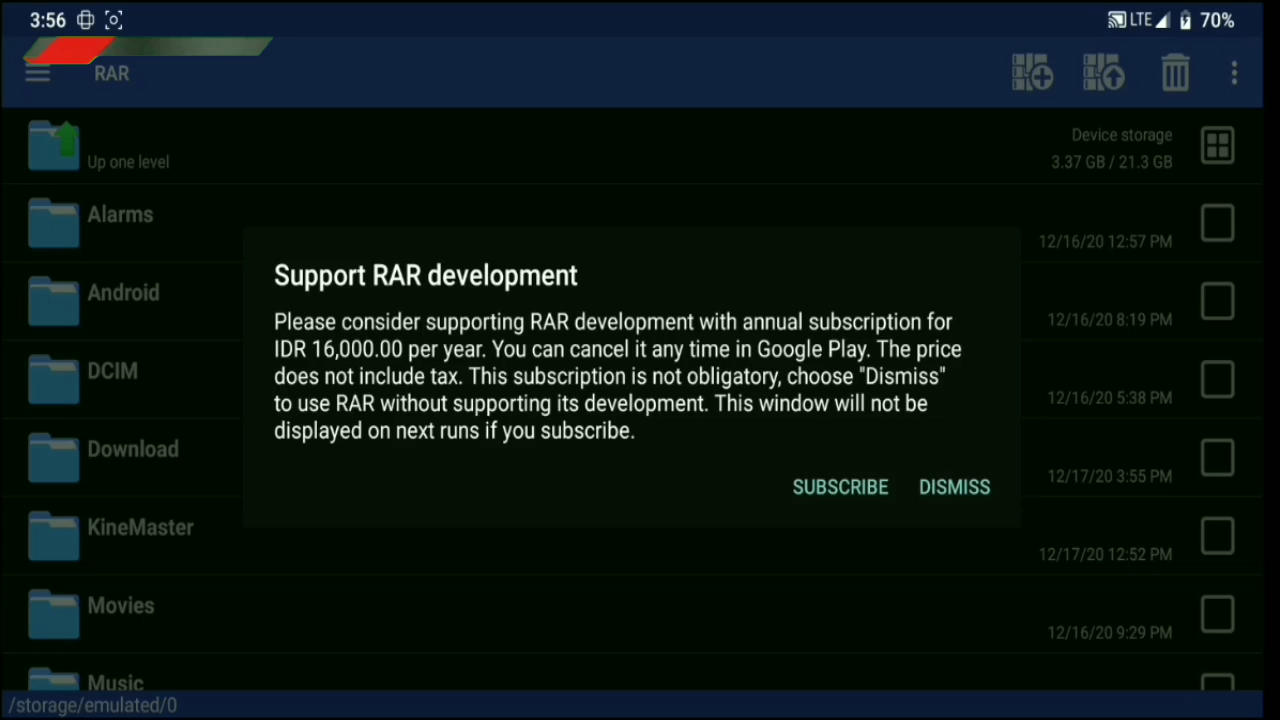 3:56
LTE 70%
RAR
Up one level
Device storage
3.37 GB / 21.3 GB
Alarms
12/16/20 12:57 PM
Android
12/16/20 8:19 PM
DCIM
12/16/20 5:38 PM
Download
12/17/20 3:55 PM
KineMaster
12/17/20 12:52 PM
Movies
12/16/20 9:29 PM
Music
/storage/emulated/0
Support RAR development
Please consider supporting RAR development with annual subscription for
IDR 16,000.00 per year. You can cancel it any time in Google Play. The price
does not include tax. This subscription is not obligatory, choose "Dismiss"
to use RAR without supporting its development. This window will not be
displayed on next runs if you subscribe.
SUBSCRIBE DISMISS